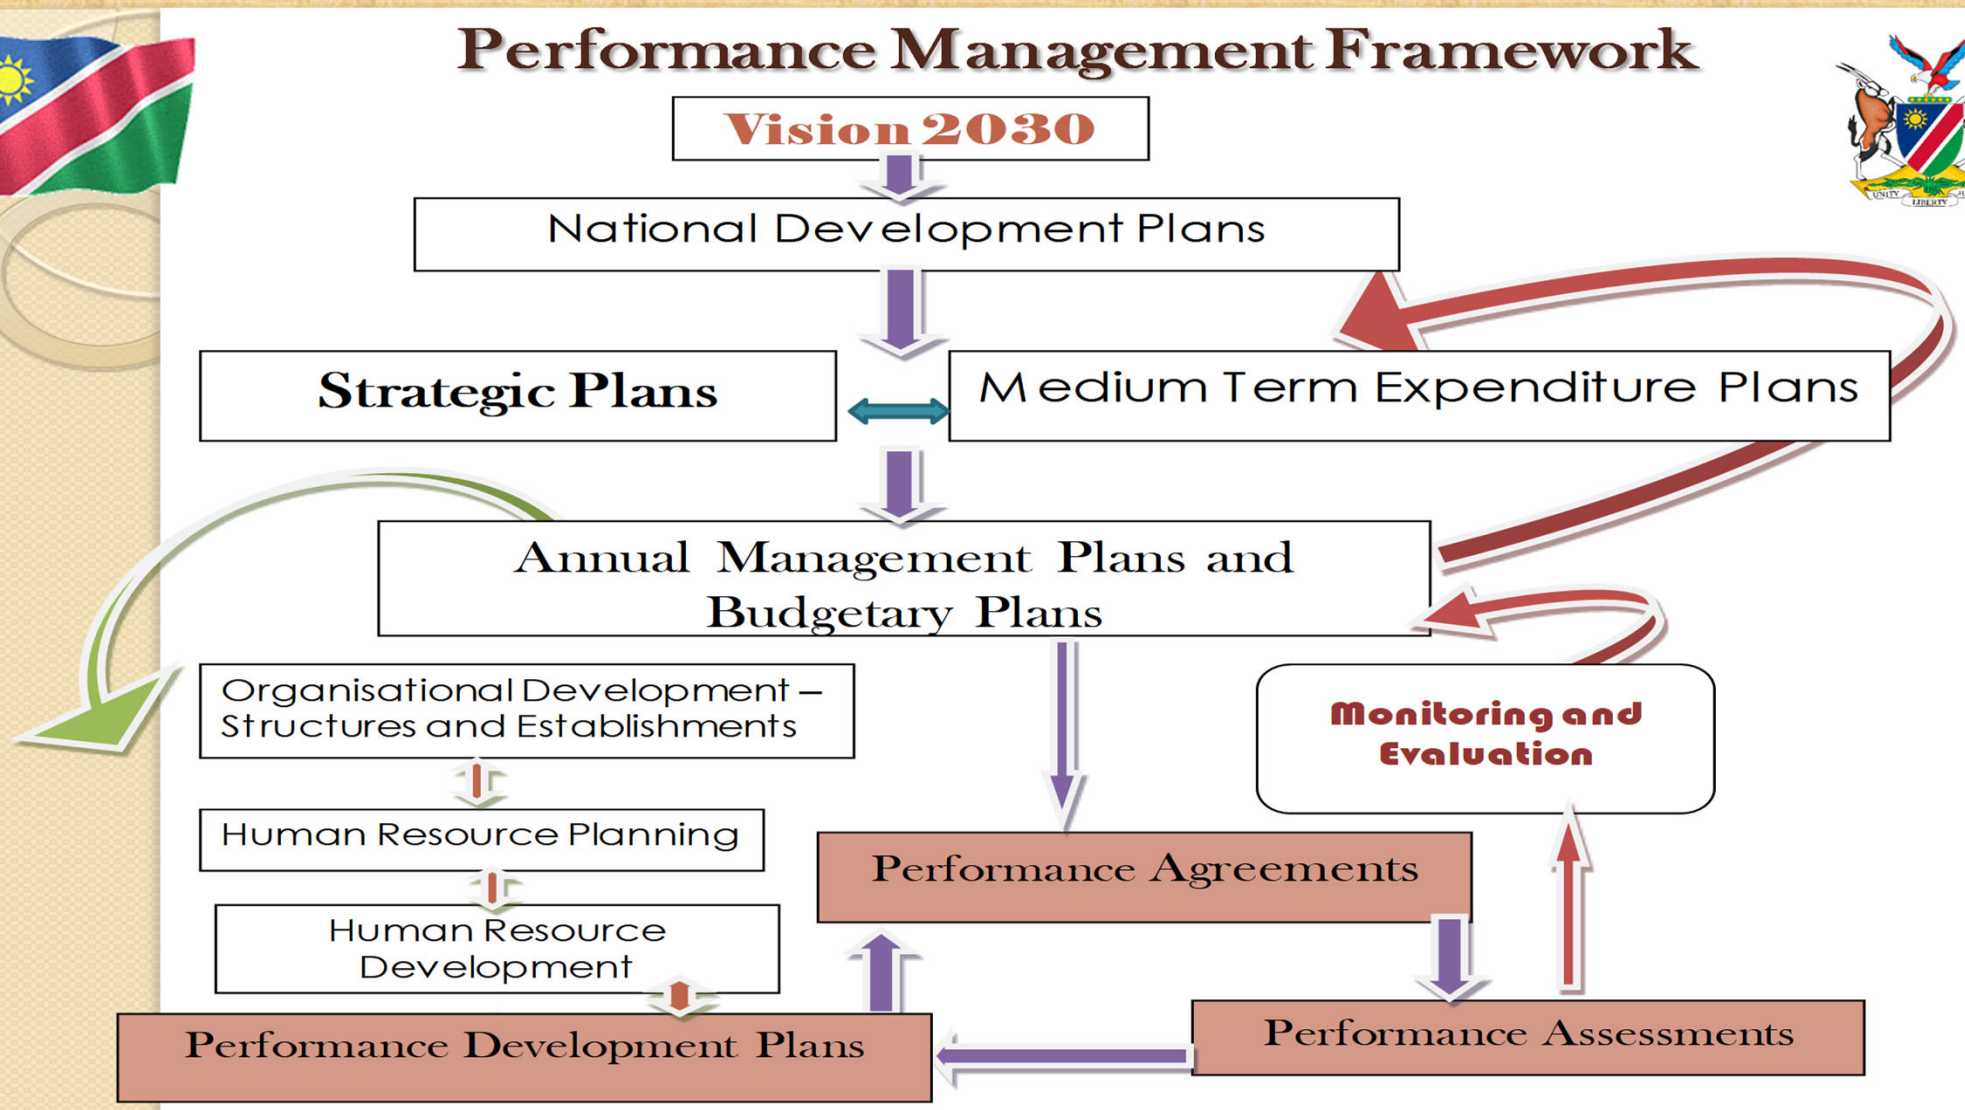 Performance Management Framework
Vision 2030
National Development Plans
Strategic Plans
Medium Term Expenditure Plans
Annual Management Plans and
Budgetary Plans
Organisational Development –
Structures and Establishments
Monitoring and
Evaluation
Human Resource Planning
Performance Agreements
Human Resource
Development
Performance Development Plans
Performance Assessments
UNITY
LIBERTY